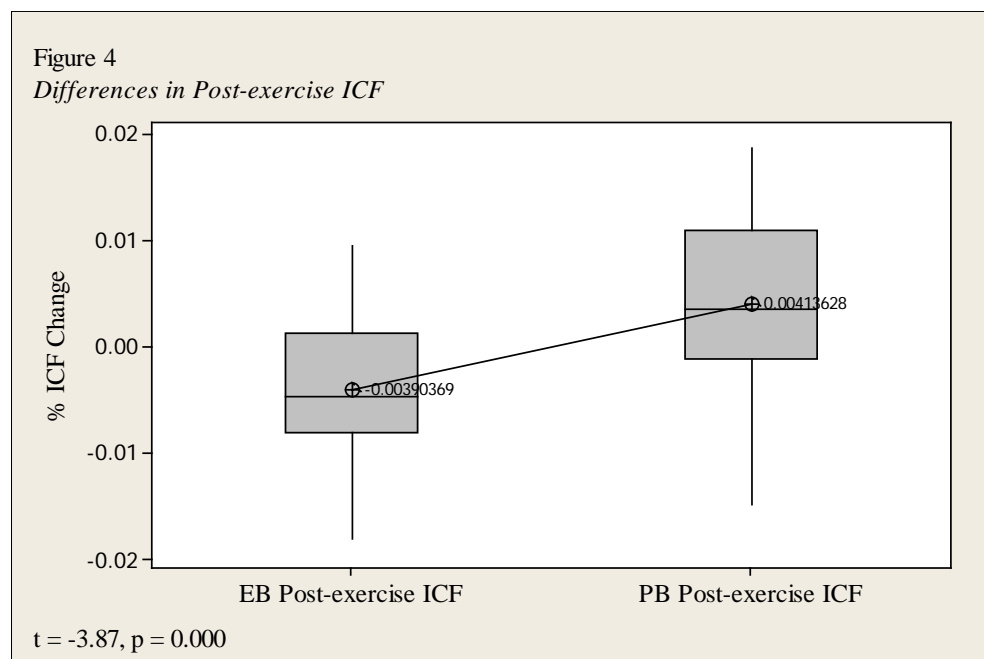 Figure 4
Differences in Post-exercise ICF
0.02
0.01
0.00
-0.01
-0.02
% ICF Change
-0.00390369
0.00413628
EB Post-exercise ICF
PB Post-exercise ICF
t = -3.87, p = 0.000